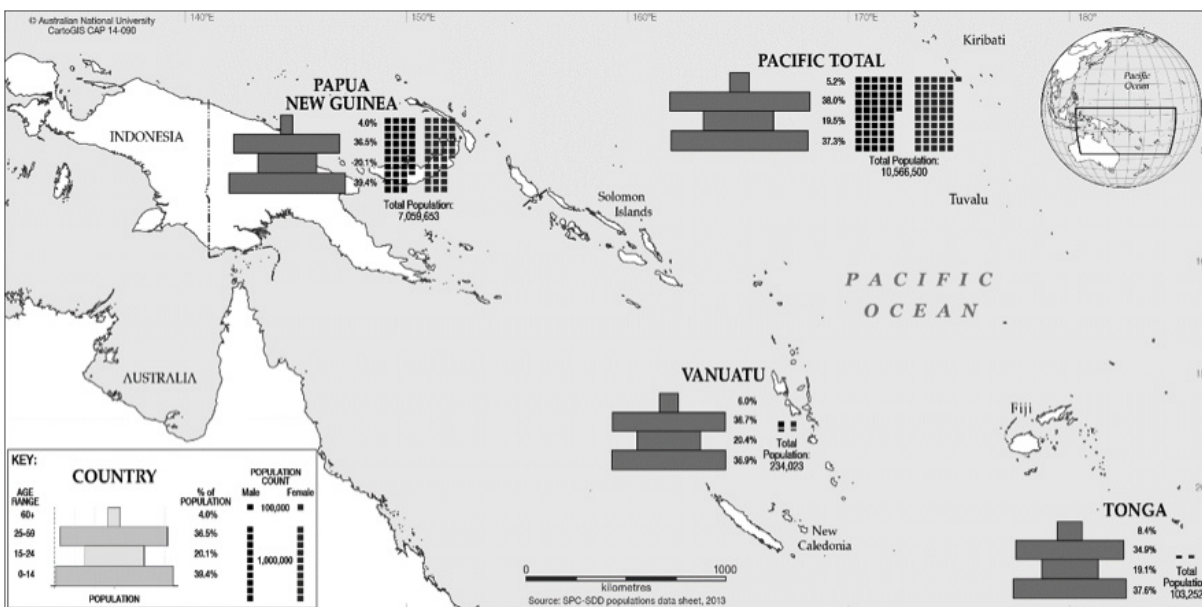 © Australian National University
CartoGIS CAP 14-090
140°E
150°E
160°E
170°E
180°
Kiribati
Pacific
Ocean
PAPUA
NEW GUINEA
4.0%
36.5%
20.1%
39.4%
Total Population:
7,059,653
INDONESIA
PACIFIC TOTAL
5.2%
38.0%
19.5%
37.3%
Total Population:
10,566,500
Solomon
Islands
Tuvalu
PACIFIC
OCEAN
AUSTRALIA
VANUATU
6.0%
36.7%
20.4%
36.9%
Total
Population:
234,023
Fiji
New
Caledonia
TONGA
8.4%
34.9%
19.1%
37.6%
Total
Population
103,252
KEY:
COUNTRY
AGE
RANGE
% of
POPULATION
POPULATION
COUNT
Male Female
60+ 4.0% 100,000
25-59 36.5%
15-24 20.1% 1,000,000
0-14 39.4%
POPULATION
0 1000
kilometres
Source: SPC-SDD populations data sheet, 2013